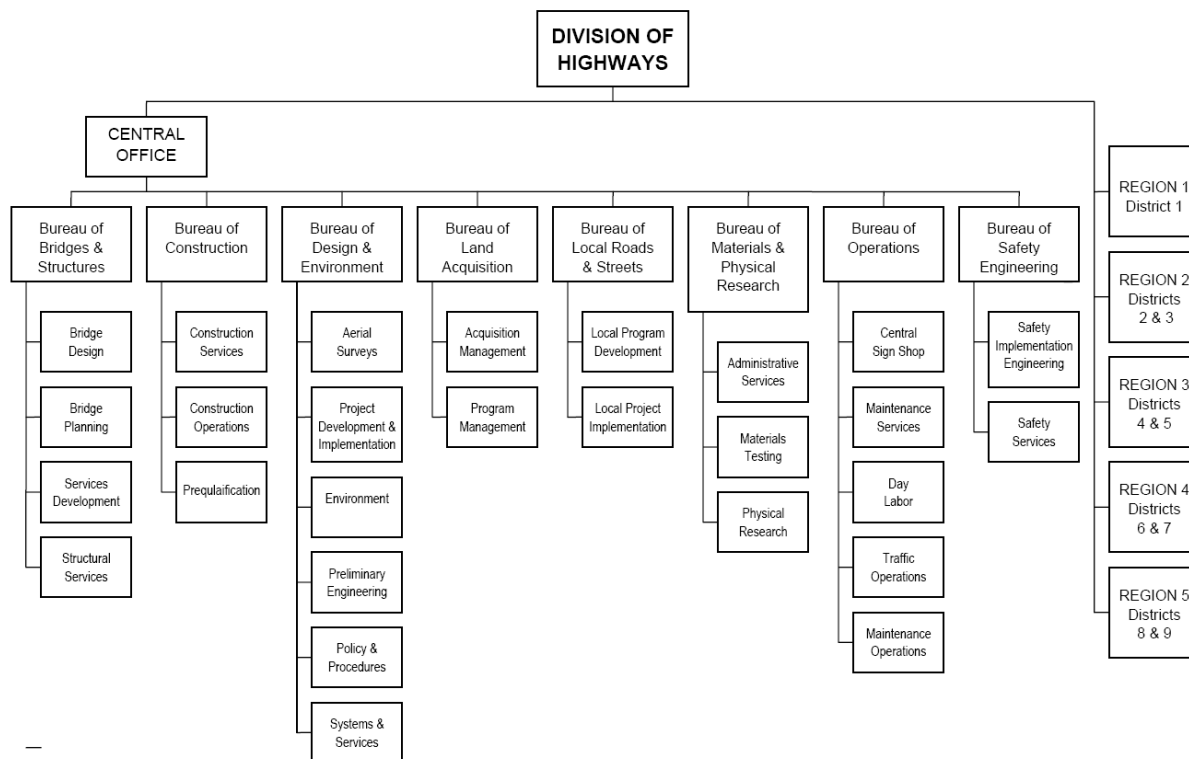 DIVISION OF
HIGHWAYS
CENTRAL
OFFICE
Bureau of
Bridges &
Structures
Bridge
Design
Bridge
Planning
Services
Development
Structural
Services
Bureau of
Construction
Construction
Services
Construction
Operations
Prequlaification
Bureau of
Design &
Environment
Aerial
Surveys
Project
Development &
Implementation
Environment
Preliminary
Engineering
Policy &
Procedures
Systems &
Services
Bureau of
Land
Acquisition
Acquisition
Management
Program
Management
Bureau of
Local Roads
& Streets
Local Program
Development
Local Project
Implementation
Bureau of
Materials &
Physical
Research
Administrative
Services
Materials
Testing
Physical
Research
Bureau of
Operations
Central
Sign Shop
Maintenance
Services
Day
Labor
Traffic
Operations
Maintenance
Operations
Bureau of
Safety
Engineering
Safety
Implementation
Engineering
Safety
Services
REGION 1
District 1
REGION 2
Districts
2 & 3
REGION 3
Districts
4 & 5
REGION 4
Districts
6 & 7
REGION 5
Districts
8 & 9